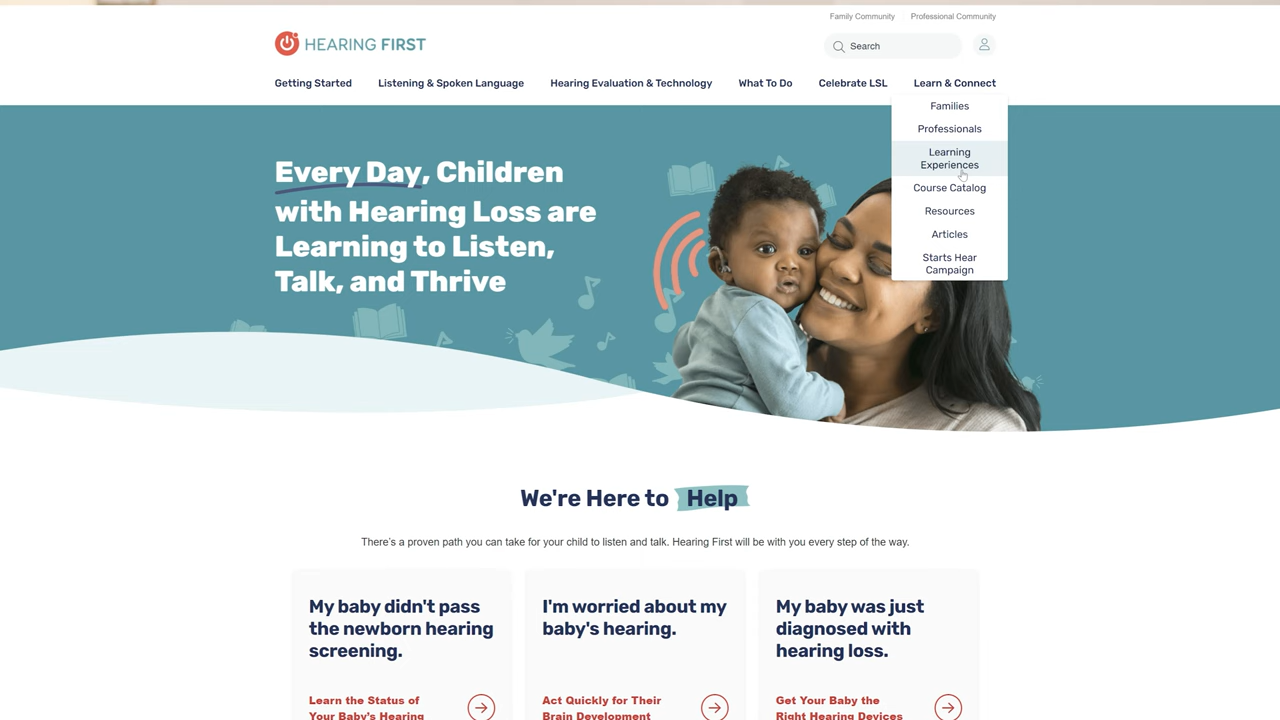 Family Community
Professional Community
HEARING FIRST
Search
Getting Started
Listening & Spoken Language
Hearing Evaluation & Technology
What To Do
Celebrate LSL
Learn & Connect
Families
Professionals
Learning
Experiences
Course Catalog
Resources
Articles
Starts Hear
Campaign
Every Day, Children
with Hearing Loss are
Learning to Listen,
Talk, and Thrive
We're Here to Help
There's a proven path you can take for your child to listen and talk. Hearing First will be with you every step of the way.
My baby didn't pass
the newborn hearing
screening.
Learn the Status of
Your Baby's Hearing
I'm worried about my
baby's hearing.
Act Quickly for Their
Brain Development
My baby was just
diagnosed with
hearing loss.
Get Your Baby the
Right Hearing Devices